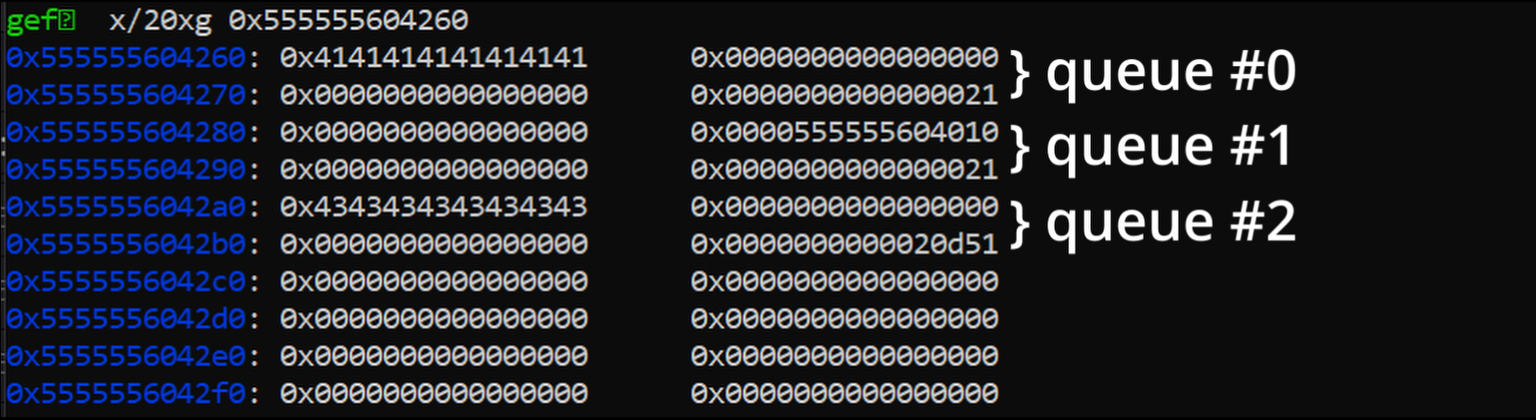 gef⍰ x/20xg 0x555555604260
0x555555604260: 0x4141414141414141 0x0000000000000000 } queue #0
0x555555604270: 0x0000000000000000 0x0000000000000021
0x555555604280: 0x0000000000000000 0x0000555555604010 } queue #1
0x555555604290: 0x0000000000000000 0x0000000000000021
0x5555556042a0: 0x4343434343434343 0x0000000000000000 } queue #2
0x5555556042b0: 0x0000000000000000 0x0000000000020d51
0x5555556042c0: 0x0000000000000000 0x0000000000000000
0x5555556042d0: 0x0000000000000000 0x0000000000000000
0x5555556042e0: 0x0000000000000000 0x0000000000000000
0x5555556042f0: 0x0000000000000000 0x0000000000000000